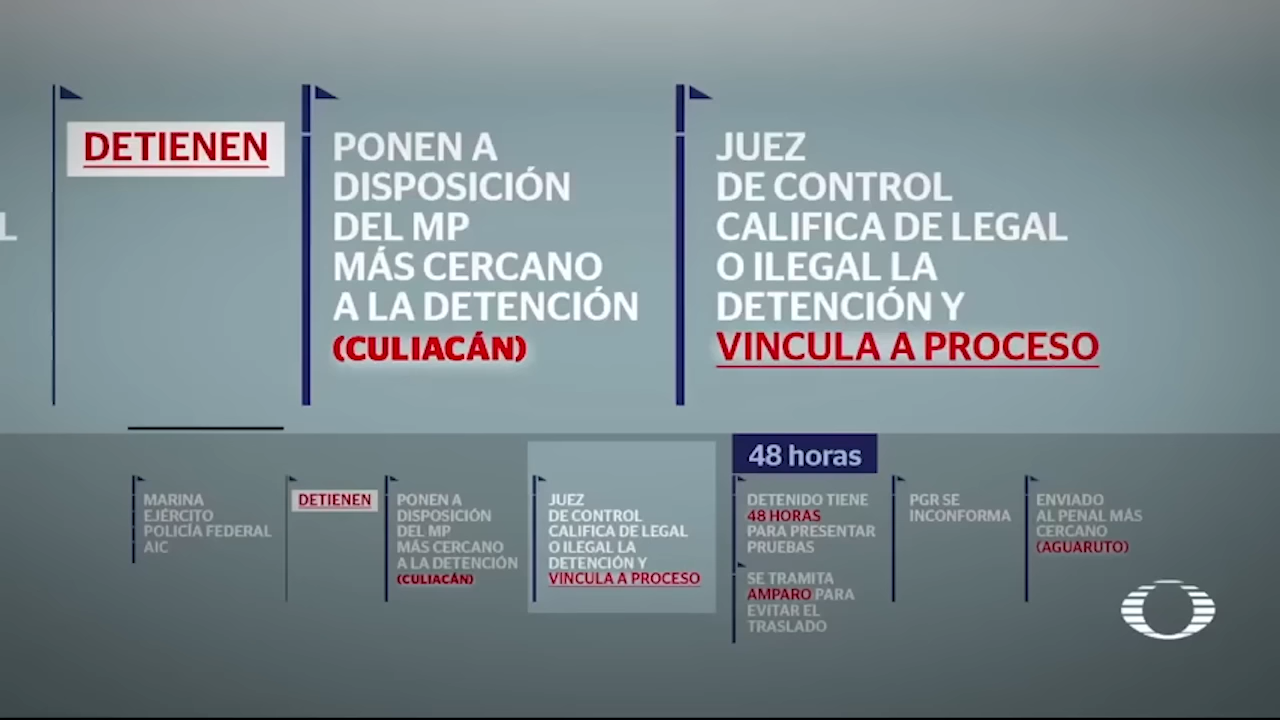 L
DETIENEN
PONEN A
DISPOSICIÓN
DEL MP
MÁS CERCANO
A LA DETENCIÓN
(CULIACÁN)
JUEZ
DE CONTROL
CALIFICA DE LEGAL
O ILEGAL LA
DETENCIÓN Y
VINCULA A PROCESO
MARINA
EJÉRCITO
POLICÍA FEDERAL
AIC
DETIENEN
PONEN A
DISPOSICIÓN
DEL MP
MÁS CERCANO
A LA DETENCIÓN
(CULIACÁN)
JUEZ
DE CONTROL
CALIFICA DE LEGAL
O ILEGAL LA
DETENCIÓN Y
VINCULA A PROCESO
48 horas
DETENIDO TIENE
48 HORAS
PARA PRESENTAR
PRUEBAS
SE TRAMITA
AMPARO PARA
EVITAR EL
TRASLADO
PGR SE
INCONFORMA
ENVIADO
AL PENAL MÁS
CERCANO
(AGUARUTO)